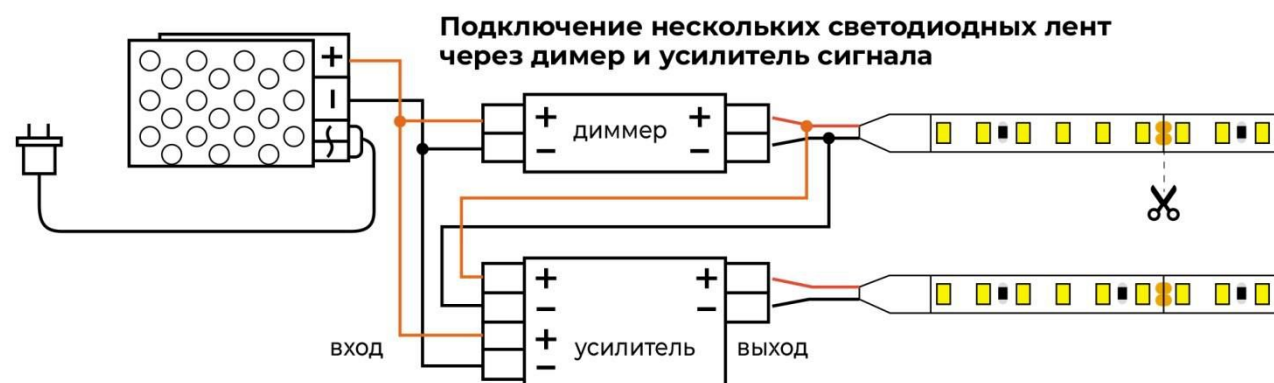 Подключение нескольких светодиодных лент
через димер и усилитель сигнала
+
−
+ диммер +
− −
+ +
− −
+
вход усилитель выход
−